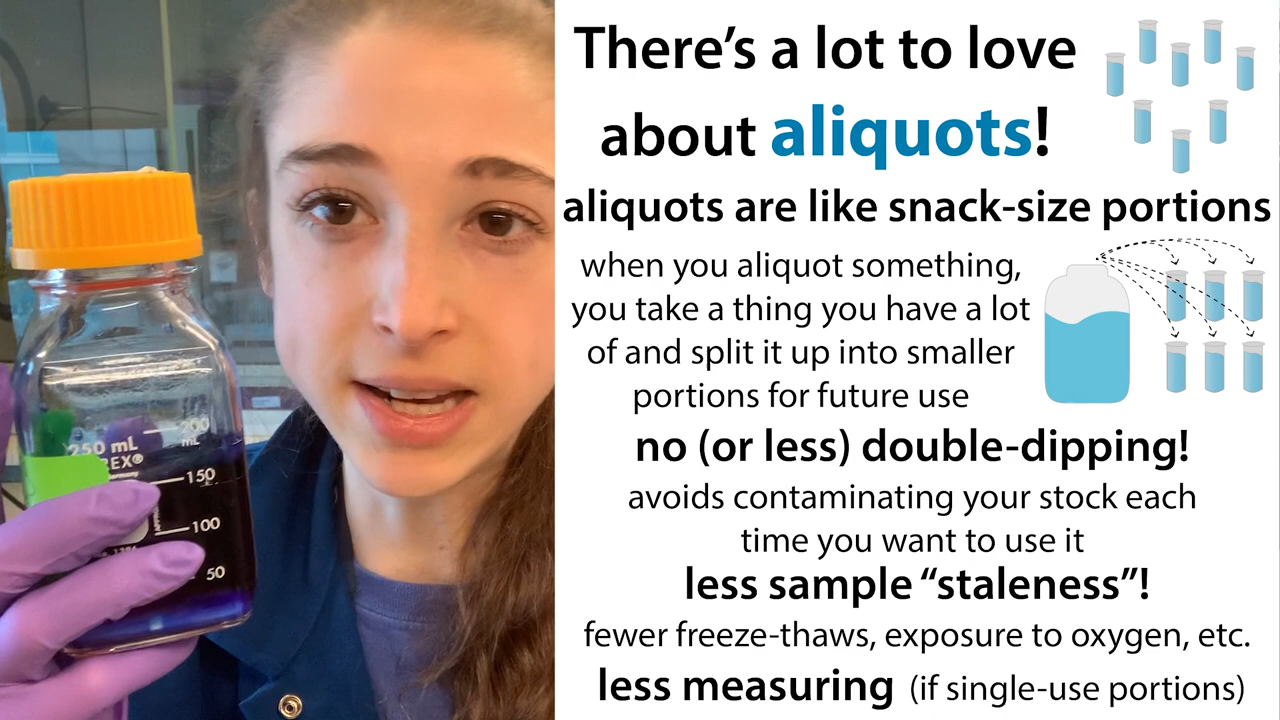 There's a lot to love
about aliquots!
aliquots are like snack-size portions
when you aliquot something,
you take a thing you have a lot
of and split it up into smaller
portions for future use
no (or less) double-dipping!
avoids contaminating your stock each
time you want to use it
less sample “staleness”!
fewer freeze-thaws, exposure to oxygen, etc.
less measuring (if single-use portions)
200
mL
250 mL
EX®
150
100
50